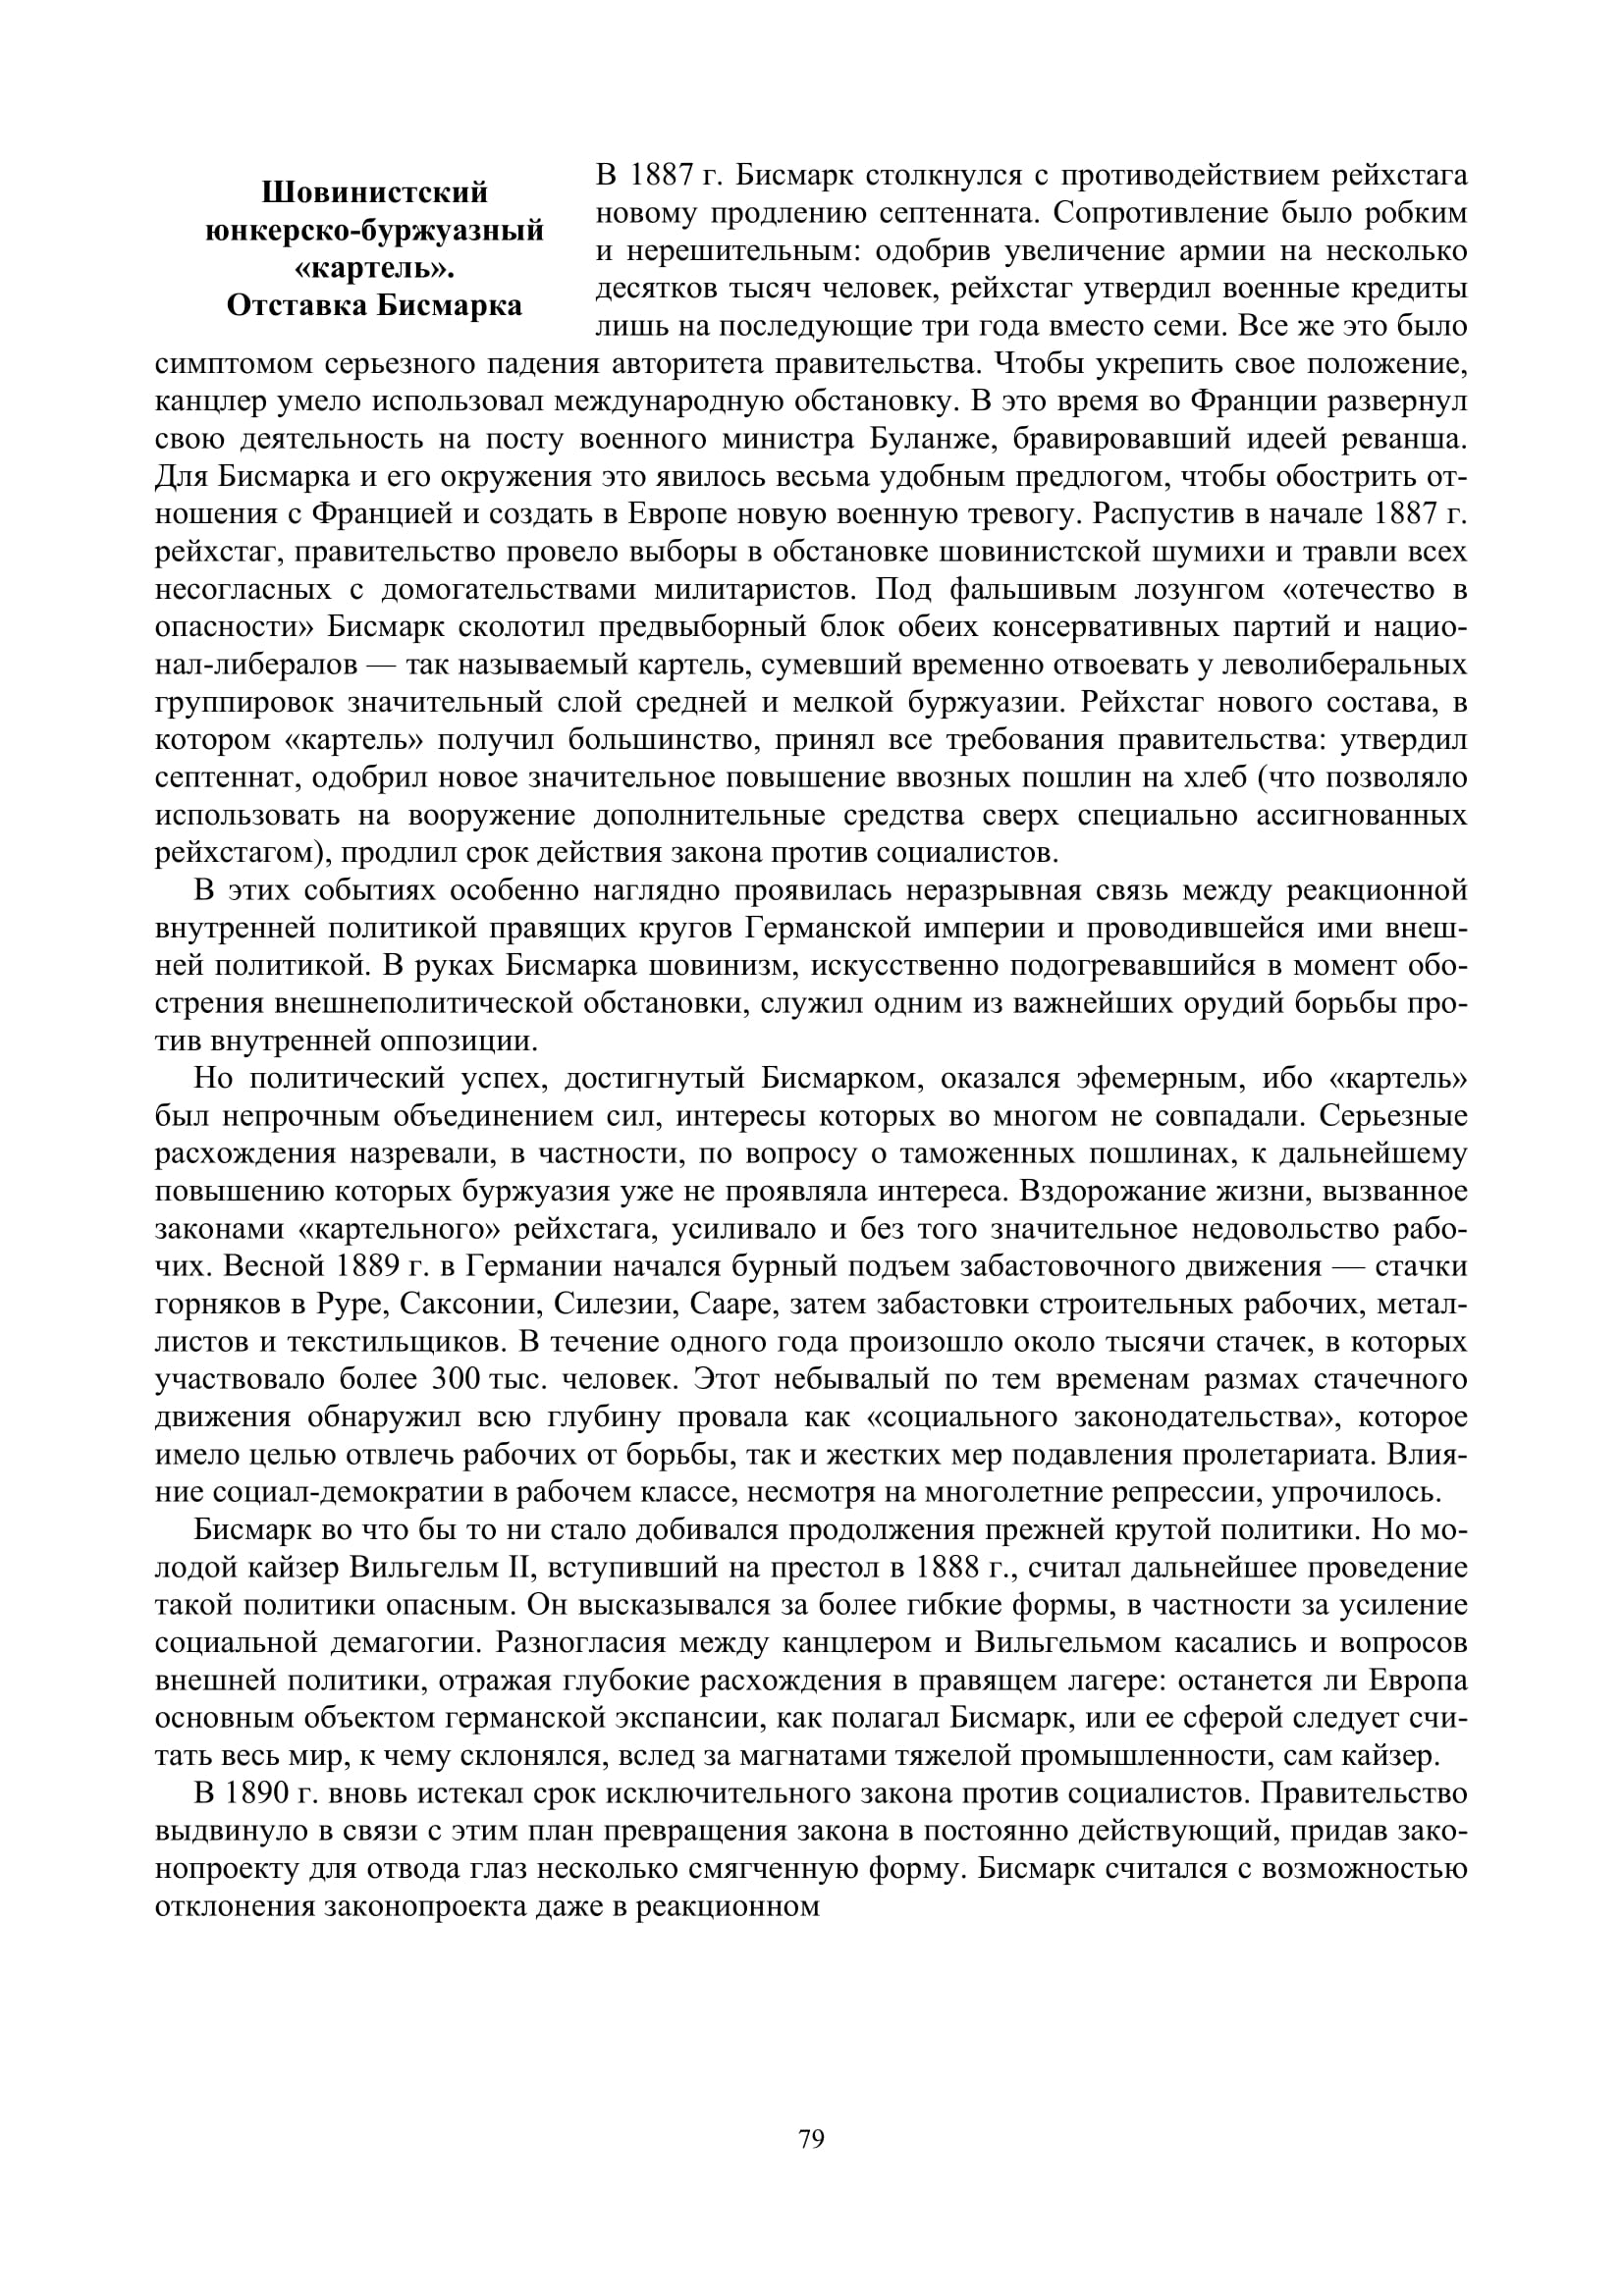 Шовинистский
юнкерско-буржуазный
«картель».
Отставка Бисмарка
В 1887 г. Бисмарк столкнулся с противодействием рейхстага
новому продлению септенната. Сопротивление было робким
и нерешительным: одобрив увеличение армии на несколько
десятков тысяч человек, рейхстаг утвердил военные кредиты
лишь на последующие три года вместо семи. Все же это было
симптомом серьезного падения авторитета правительства. Чтобы укрепить свое положение,
канцлер умело использовал международную обстановку. В это время во Франции развернул
свою деятельность на посту военного министра Буланже, бравировавший идеей реванша.
Для Бисмарка и его окружения это явилось весьма удобным предлогом, чтобы обострить от-
ношения с Францией и создать в Европе новую военную тревогу. Распустив в начале 1887 г.
рейхстаг, правительство провело выборы в обстановке шовинистской шумихи и травли всех
несогласных с домогательствами милитаристов. Под фальшивым лозунгом «отечество в
опасности» Бисмарк сколотил предвыборный блок обеих консервативных партий и нацио-
нал-либералов — так называемый картель, сумевший временно отвоевать у леволиберальных
группировок значительный слой средней и мелкой буржуазии. Рейхстаг нового состава, в
котором «картель» получил большинство, принял все требования правительства: утвердил
септеннат, одобрил новое значительное повышение ввозных пошлин на хлеб (что позволяло
использовать на вооружение дополнительные средства сверх специально ассигнованных
рейхстагом), продлил срок действия закона против социалистов.
В этих событиях особенно наглядно проявилась неразрывная связь между реакционной
внутренней политикой правящих кругов Германской империи и проводившейся ими внеш-
ней политикой. В руках Бисмарка шовинизм, искусственно подогревавшийся в момент обо-
стрения внешнеполитической обстановки, служил одним из важнейших орудий борьбы про-
тив внутренней оппозиции.
Но политический успех, достигнутый Бисмарком, оказался эфемерным, ибо «картель»
был непрочным объединением сил, интересы которых во многом не совпадали. Серьезные
расхождения назревали, в частности, по вопросу о таможенных пошлинах, к дальнейшему
повышению которых буржуазия уже не проявляла интереса. Вздорожание жизни, вызванное
законами «картельного» рейхстага, усиливало и без того значительное недовольство рабо-
чих. Весной 1889 г. в Германии начался бурный подъем забастовочного движения — стачки
горняков в Руре, Саксонии, Силезии, Сааре, затем забастовки строительных рабочих, метал-
листов и текстильщиков. В течение одного года произошло около тысячи стачек, в которых
участвовало более 300 тыс. человек. Этот небывалый по тем временам размах стачечного
движения обнаружил всю глубину провала как «социального законодательства», которое
имело целью отвлечь рабочих от борьбы, так и жестких мер подавления пролетариата. Влия-
ние социал-демократии в рабочем классе, несмотря на многолетние репрессии, упрочилось.
Бисмарк во что бы то ни стало добивался продолжения прежней крутой политики. Но мо-
лодой кайзер Вильгельм II, вступивший на престол в 1888 г., считал дальнейшее проведение
такой политики опасным. Он высказывался за более гибкие формы, в частности за усиление
социальной демагогии. Разногласия между канцлером и Вильгельмом касались и вопросов
внешней политики, отражая глубокие расхождения в правящем лагере: останется ли Европа
основным объектом германской экспансии, как полагал Бисмарк, или ее сферой следует счи-
тать весь мир, к чему склонялся, вслед за магнатами тяжелой промышленности, сам кайзер.
В 1890 г. вновь истекал срок исключительного закона против социалистов. Правительство
выдвинуло в связи с этим план превращения закона в постоянно действующий, придав зако-
нопроекту для отвода глаз несколько смягченную форму. Бисмарк считался с возможностью
отклонения законопроекта даже в реакционном
79